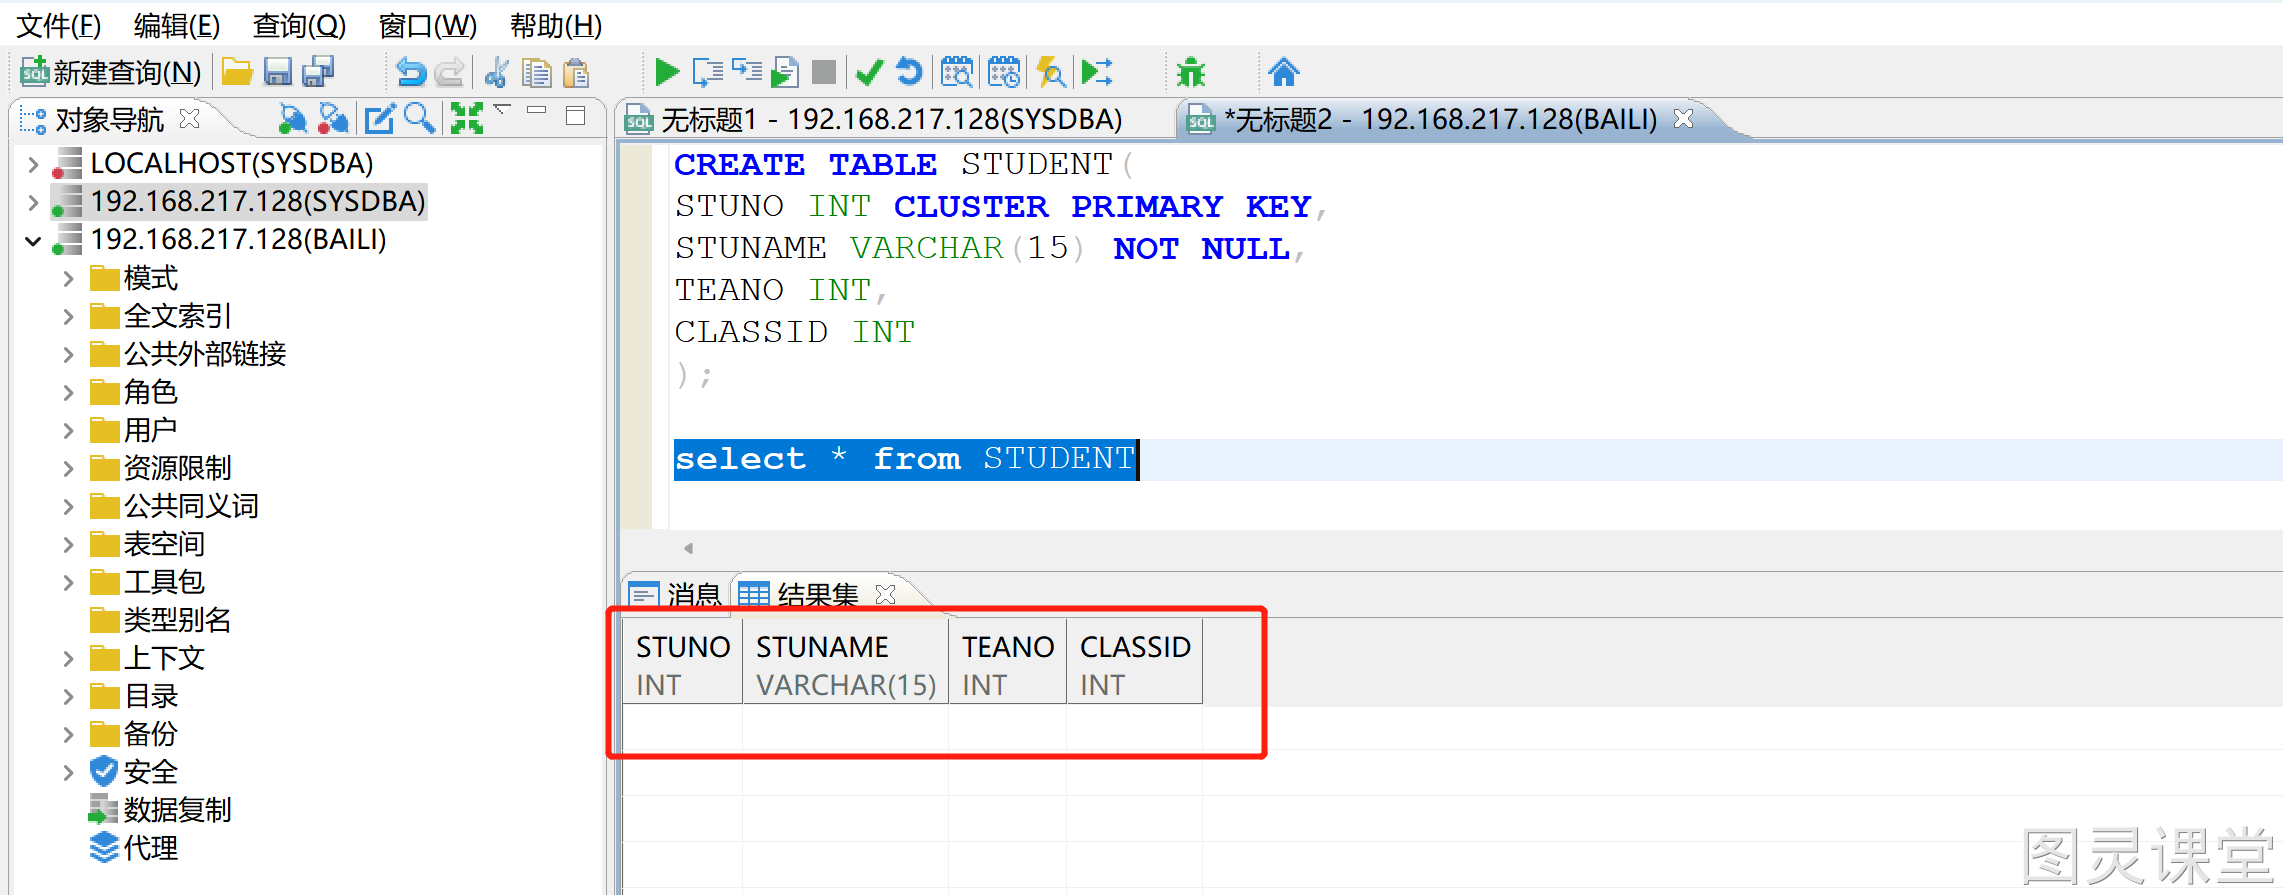 文件(F) 编辑(E) 查询(Q) 窗口(W) 帮助(H)
新建查询(N)
对象导航
无标题1 - 192.168.217.128(SYSDBA)
*无标题2 - 192.168.217.128(BAILI)
LOCALHOST(SYSDBA)
192.168.217.128(SYSDBA)
192.168.217.128(BAILI)
模式
全文索引
公共外部链接
角色
用户
资源限制
公共同义词
表空间
工具包
类型别名
上下文
目录
备份
安全
数据复制
代理
CREATE TABLE STUDENT(
STUNO INT CLUSTER PRIMARY KEY,
STUNAME VARCHAR(15) NOT NULL,
TEANO INT,
CLASSID INT
);
select * from STUDENT
消息 结果集
STUNO STUNAME TEANO CLASSID
INT VARCHAR(15) INT INT
图灵课堂